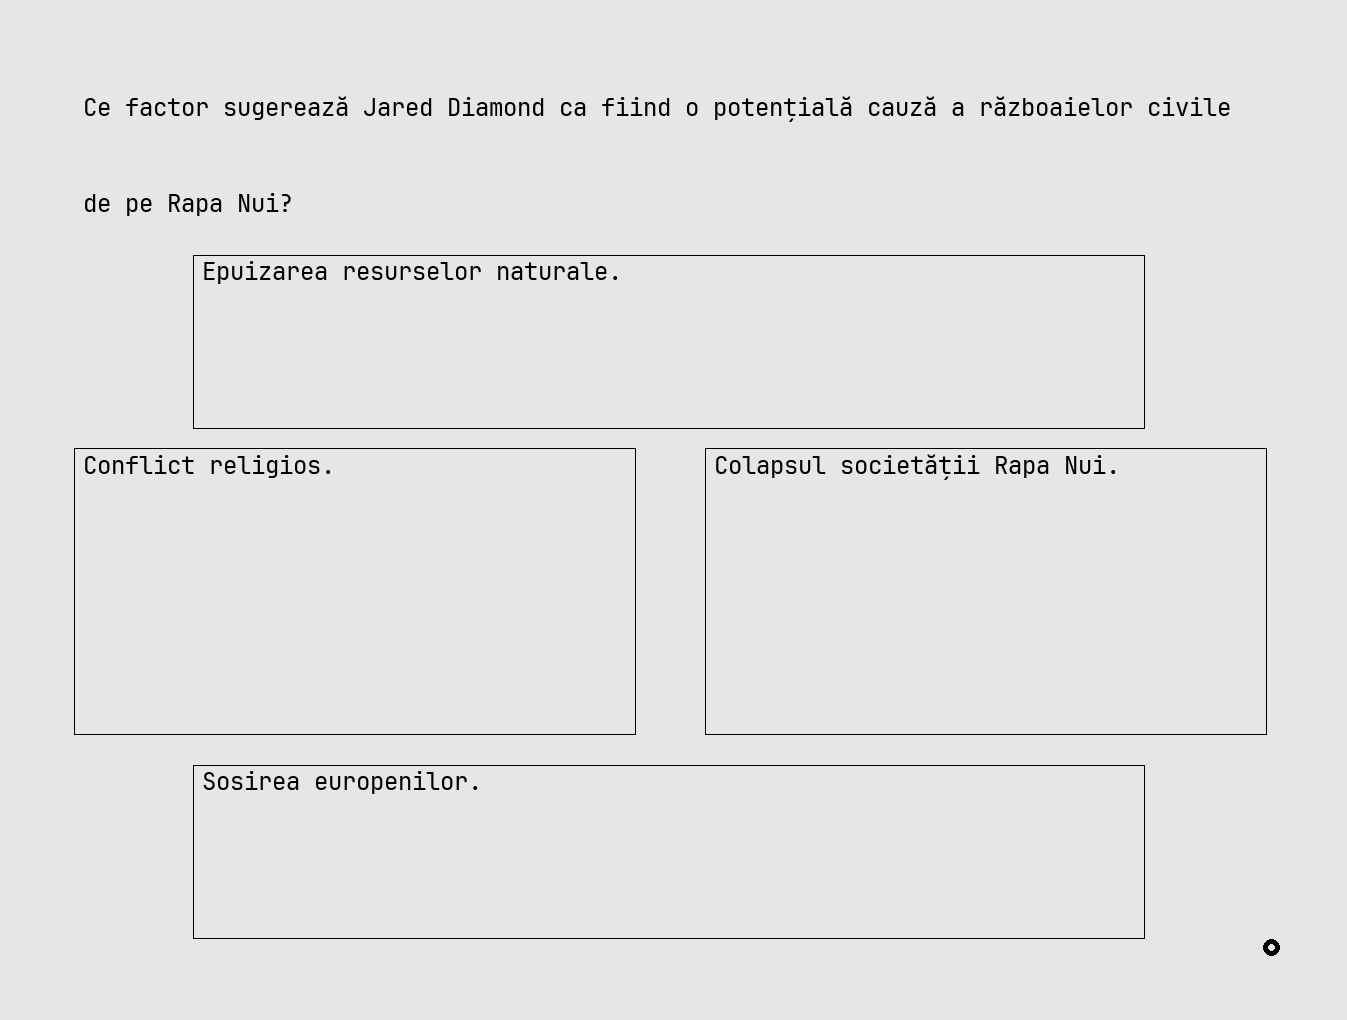 Ce factor sugerează Jared Diamond ca fiind o potențială cauză a războaielor civile
de pe Rapa Nui?
Epuizarea resurselor naturale.
Conflict religios.
Colapsul societății Rapa Nui.
Sosirea europenilor.